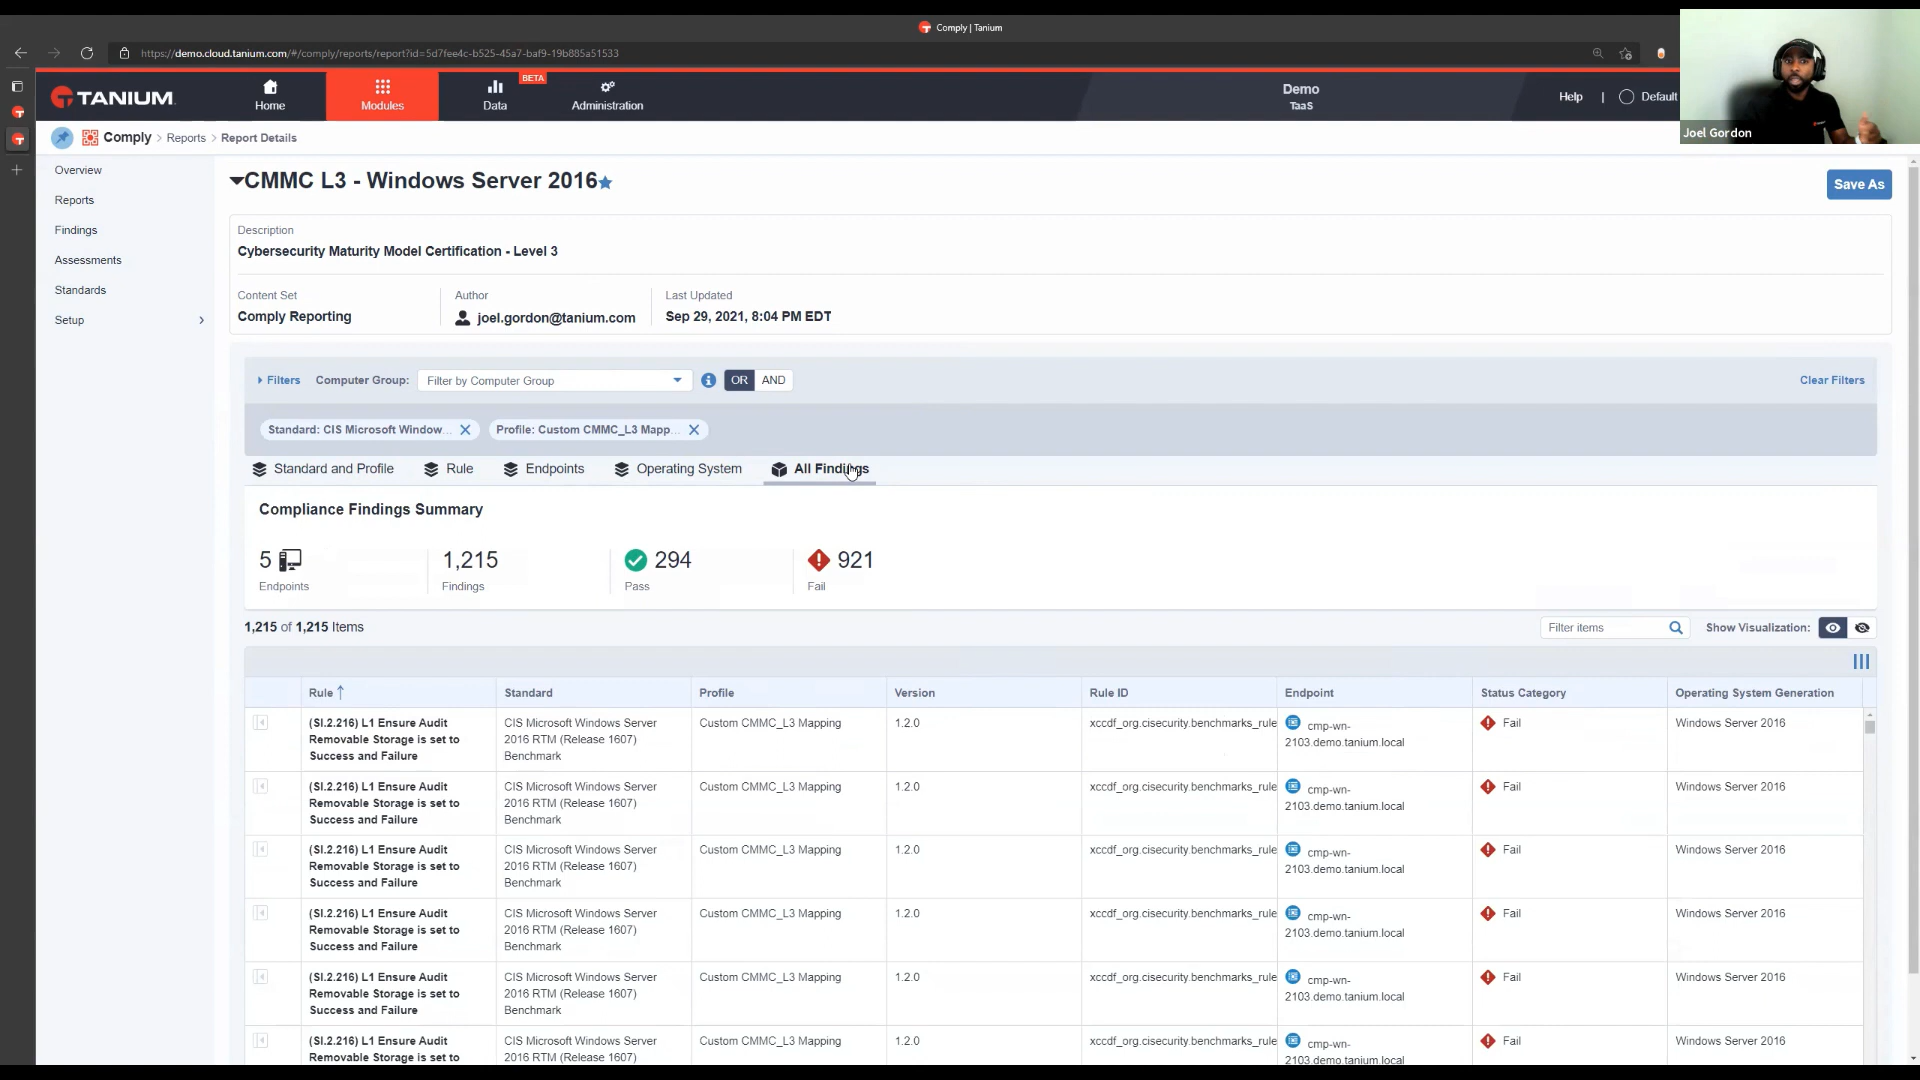 Comply | Tanium
https://demo.cloud.tanium.com/#/comply/reports/report?id=5d7fee4c-b525-45a7-baf9-19b885a51533
TANIUM
Home
Modules
Data
BETA
Administration
Demo
TaaS
Help | Default
Joel Gordon
Comply > Reports > Report Details
Overview
Reports
Findings
Assessments
Standards
Setup
CMMC L3 - Windows Server 2016
Save As
Description
Cybersecurity Maturity Model Certification - Level 3
Content Set
Comply Reporting
Author
joel.gordon@tanium.com
Last Updated
Sep 29, 2021, 8:04 PM EDT
Filters
Computer Group:
Filter by Computer Group
OR
AND
Clear Filters
Standard: CIS Microsoft Window...
Profile: Custom CMMC_L3 Mapp...
Standard and Profile
Rule
Endpoints
Operating System
All Findings
Compliance Findings Summary
5
Endpoints
1,215
Findings
294
Pass
921
Fail
1,215 of 1,215 Items
Filter items
Show Visualization:
Rule
Standard
Profile
Version
Rule ID
Endpoint
Status Category
Operating System Generation
(SI.2.216) L1 Ensure Audit
Removable Storage is set to
Success and Failure
CIS Microsoft Windows Server
2016 RTM (Release 1607)
Benchmark
Custom CMMC_L3 Mapping
1.2.0
xccdf_org.cisecurity.benchmarks_rule
cmp-wn-
2103.demo.tanium.local
Fail
Windows Server 2016
(SI.2.216) L1 Ensure Audit
Removable Storage is set to
Success and Failure
CIS Microsoft Windows Server
2016 RTM (Release 1607)
Benchmark
Custom CMMC_L3 Mapping
1.2.0
xccdf_org.cisecurity.benchmarks_rule
cmp-wn-
2103.demo.tanium.local
Fail
Windows Server 2016
(SI.2.216) L1 Ensure Audit
Removable Storage is set to
Success and Failure
CIS Microsoft Windows Server
2016 RTM (Release 1607)
Benchmark
Custom CMMC_L3 Mapping
1.2.0
xccdf_org.cisecurity.benchmarks_rule
cmp-wn-
2103.demo.tanium.local
Fail
Windows Server 2016
(SI.2.216) L1 Ensure Audit
Removable Storage is set to
Success and Failure
CIS Microsoft Windows Server
2016 RTM (Release 1607)
Benchmark
Custom CMMC_L3 Mapping
1.2.0
xccdf_org.cisecurity.benchmarks_rule
cmp-wn-
2103.demo.tanium.local
Fail
Windows Server 2016
(SI.2.216) L1 Ensure Audit
Removable Storage is set to
Success and Failure
CIS Microsoft Windows Server
2016 RTM (Release 1607)
Benchmark
Custom CMMC_L3 Mapping
1.2.0
xccdf_org.cisecurity.benchmarks_rule
cmp-wn-
2103.demo.tanium.local
Fail
Windows Server 2016
(SI.2.216) L1 Ensure Audit
Removable Storage is set to
CIS Microsoft Windows Server
2016 RTM (Release 1607)
Custom CMMC_L3 Mapping
1.2.0
xccdf_org.cisecurity.benchmarks_rule
cmp-wn-
2103.demo.tanium.local
Fail
Windows Server 2016